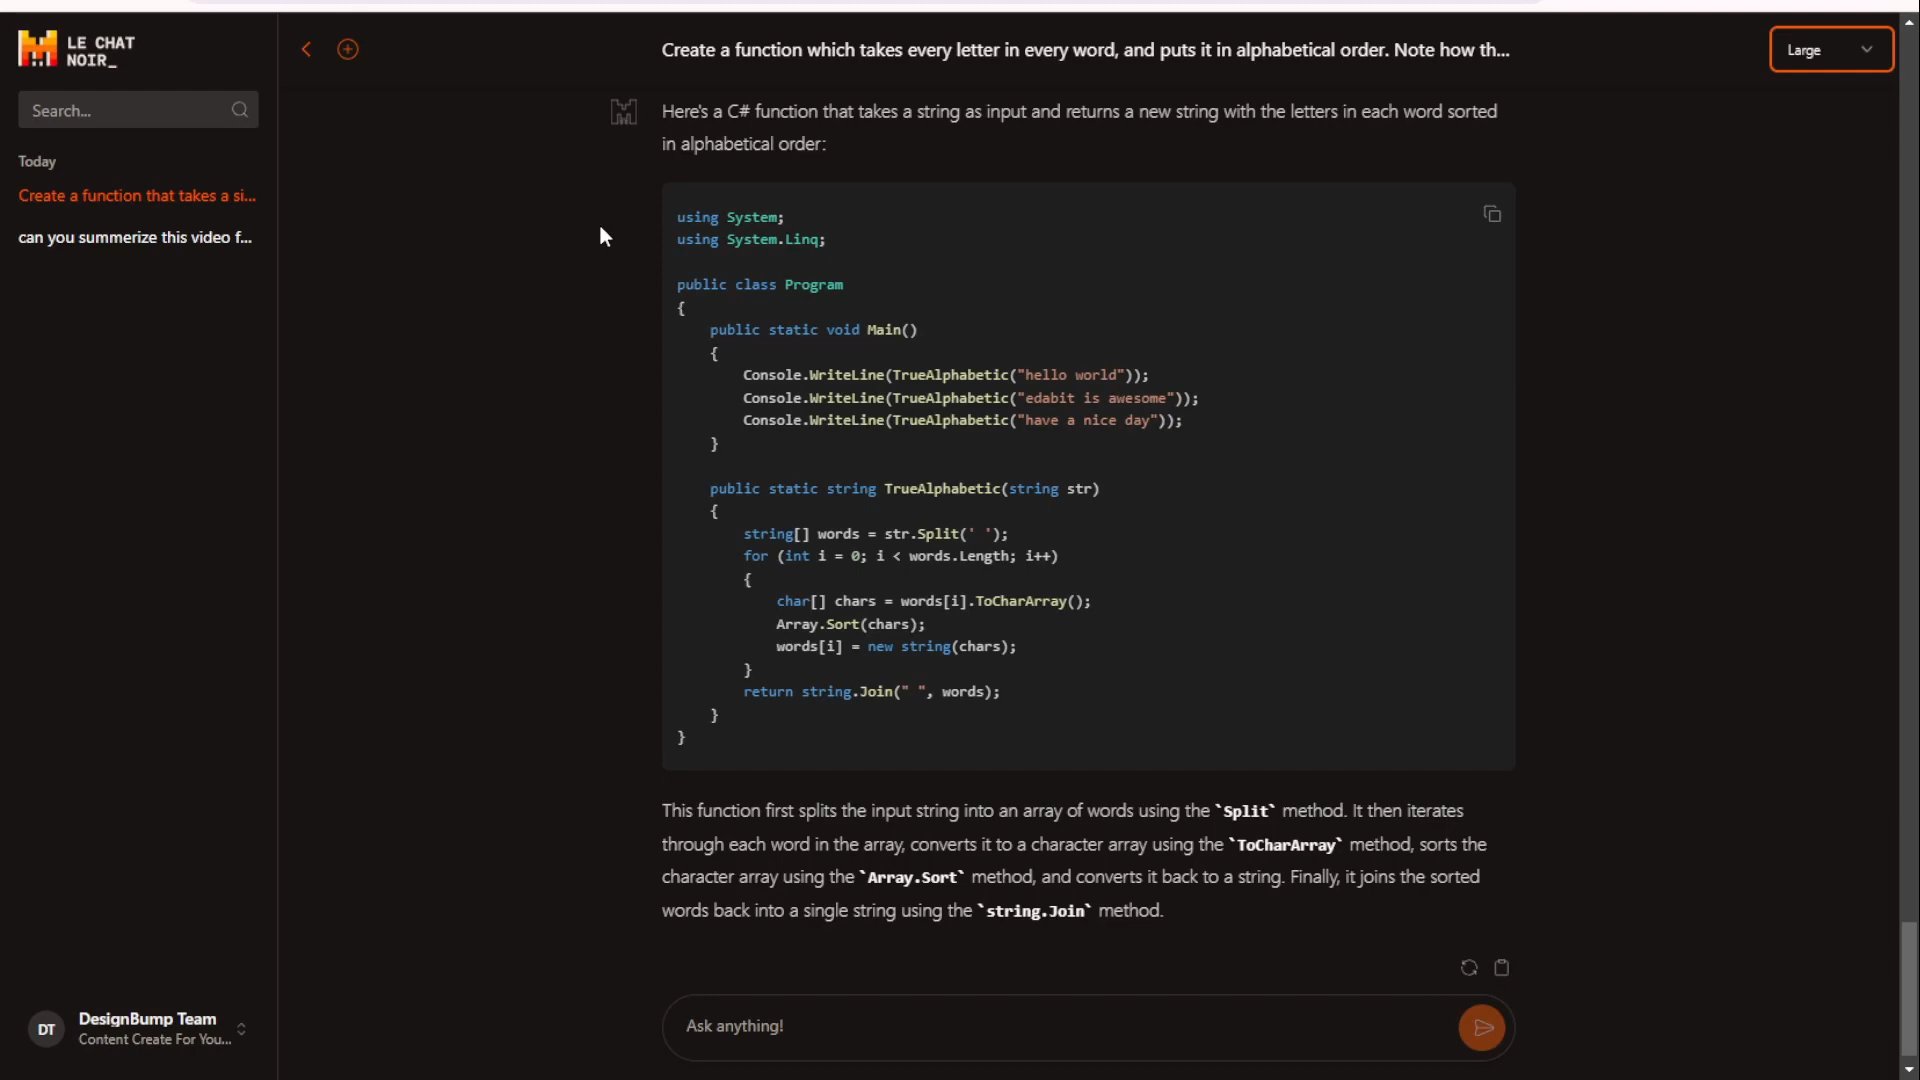 LE CHAT
NOIR_
Search...
Today
Create a function that takes a si...
can you summerize this video f...
DT
DesignBump Team
Content Create For You...
Create a function which takes every letter in every word, and puts it in alphabetical order. Note how th...
Large
Here's a C# function that takes a string as input and returns a new string with the letters in each word sorted
in alphabetical order:
using System;
using System.Linq;
public class Program
{
    public static void Main()
    {
        Console.WriteLine(TrueAlphabetic("hello world"));
        Console.WriteLine(TrueAlphabetic("edabit is awesome"));
        Console.WriteLine(TrueAlphabetic("have a nice day"));
    }
    public static string TrueAlphabetic(string str)
    {
        string[] words = str.Split(' ');
        for (int i = 0; i < words.Length; i++)
        {
            char[] chars = words[i].ToCharArray();
            Array.Sort(chars);
            words[i] = new string(chars);
        }
        return string.Join(" ", words);
    }
}
This function first splits the input string into an array of words using the `Split` method. It then iterates
through each word in the array, converts it to a character array using the `ToCharArray` method, sorts the
character array using the `Array.Sort` method, and converts it back to a string. Finally, it joins the sorted
words back into a single string using the `string.Join` method.
Ask anything!